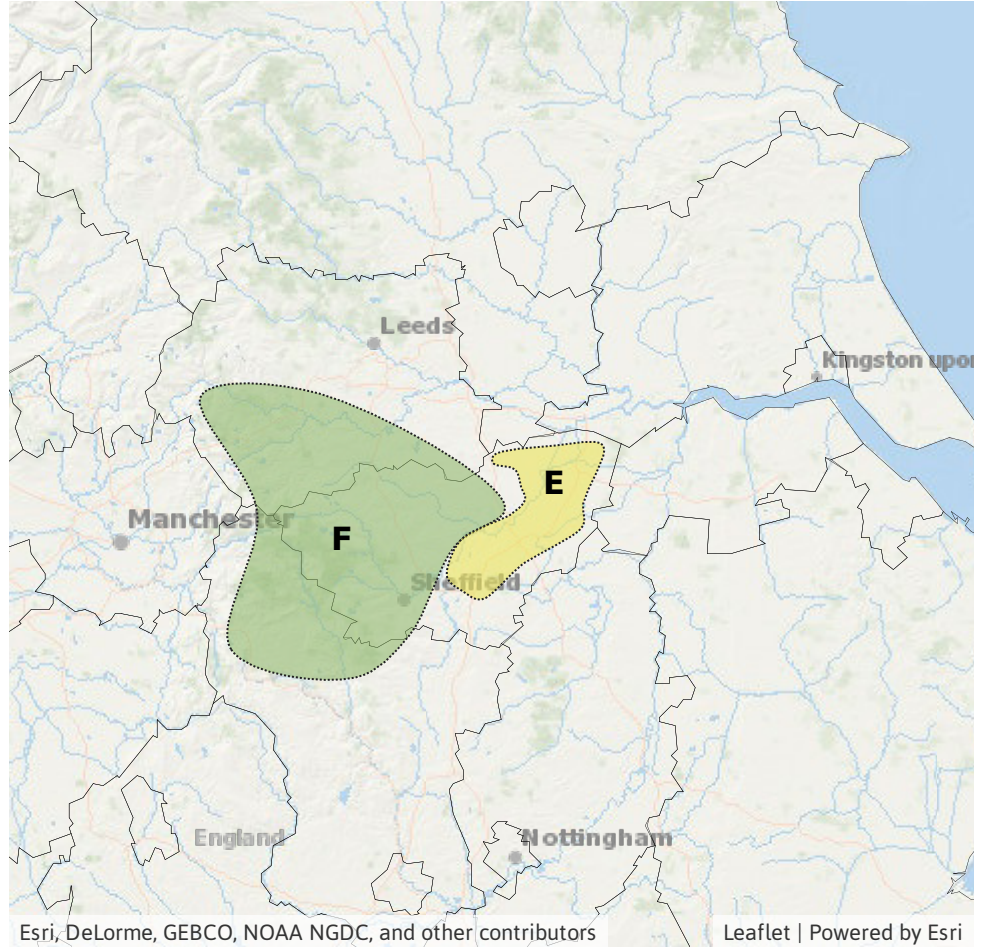 Leeds
Kingston upon
E
Manchester
F
Sheffield
England
Nottingham
Esri, DeLorme, GEBCO, NOAA NGDC, and other contributors
Leaflet | Powered by Esri